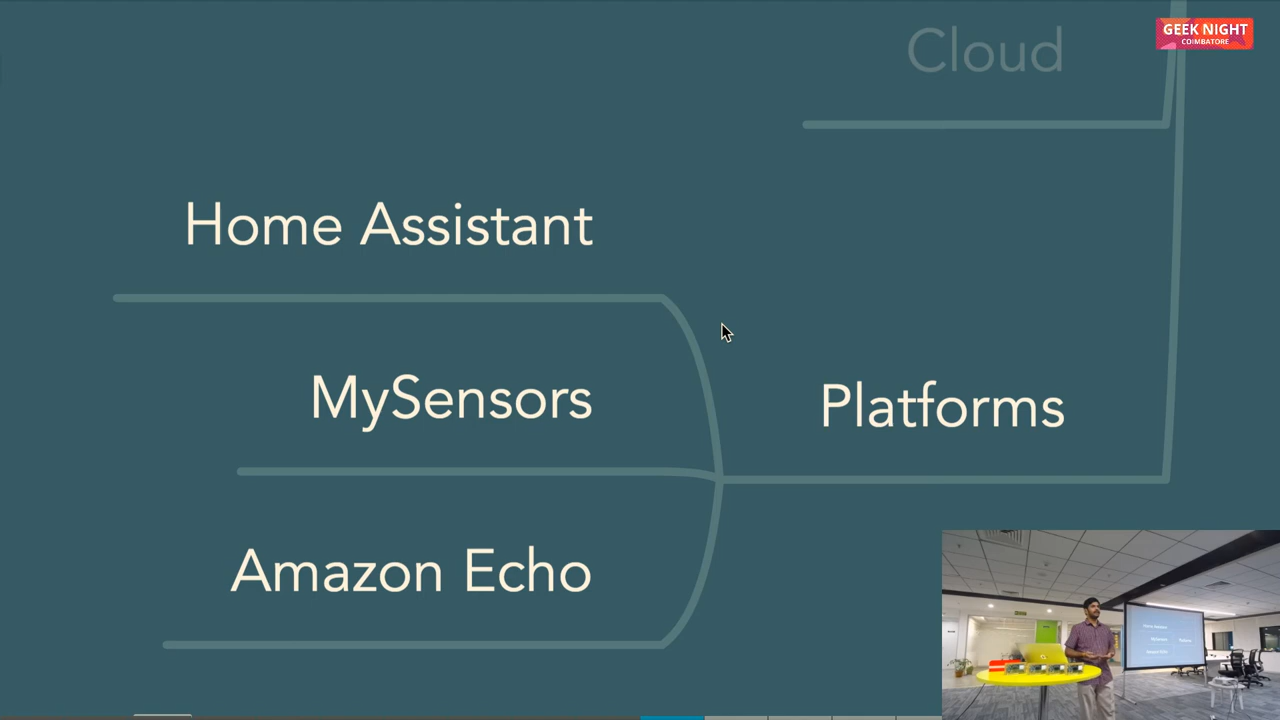 Cloud
GEEK NIGHT
COIMBATORE
Home Assistant
MySensors
Platforms
Amazon Echo